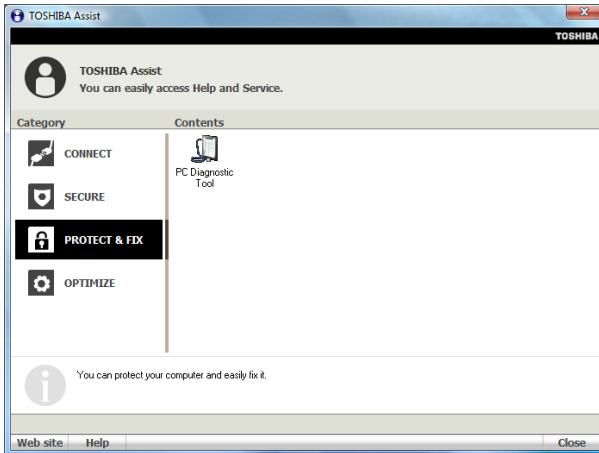 TOSHIBA Assist
TOSHIBA
TOSHIBA Assist
You can easily access Help and Service.
Category
Contents
CONNECT
SECURE
PROTECT & FIX
OPTIMIZE
PC Diagnostic
Tool
You can protect your computer and easily fix it.
Web site
Help
Close